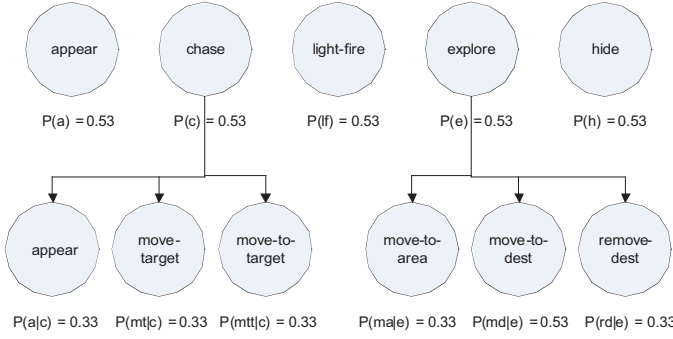 appear chase light-fire explore hide
P(a) = 0.53 P(c) = 0.53 P(lf) = 0.53 P(e) = 0.53 P(h) = 0.53
appear move-target move-to-target move-to-area move-to-dest remove-dest
P(a|c) = 0.33 P(mt|c) = 0.33 P(mtt|c) = 0.33 P(ma|e) = 0.33 P(md|e) = 0.53 P(rd|e) = 0.33